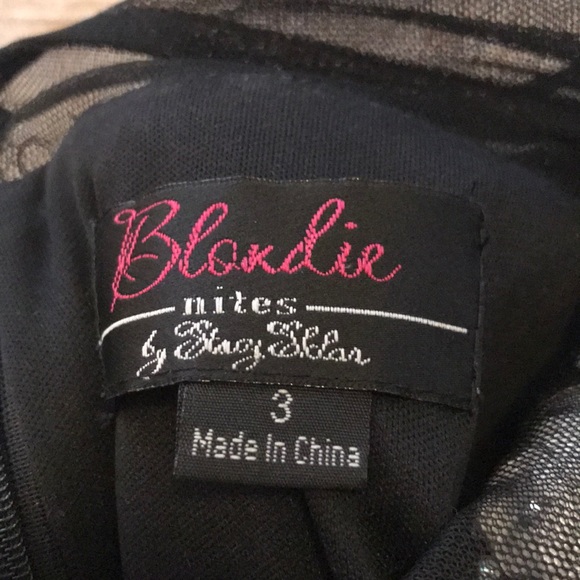 Blondie
nites
by Stacy Sklar
3
Made In China